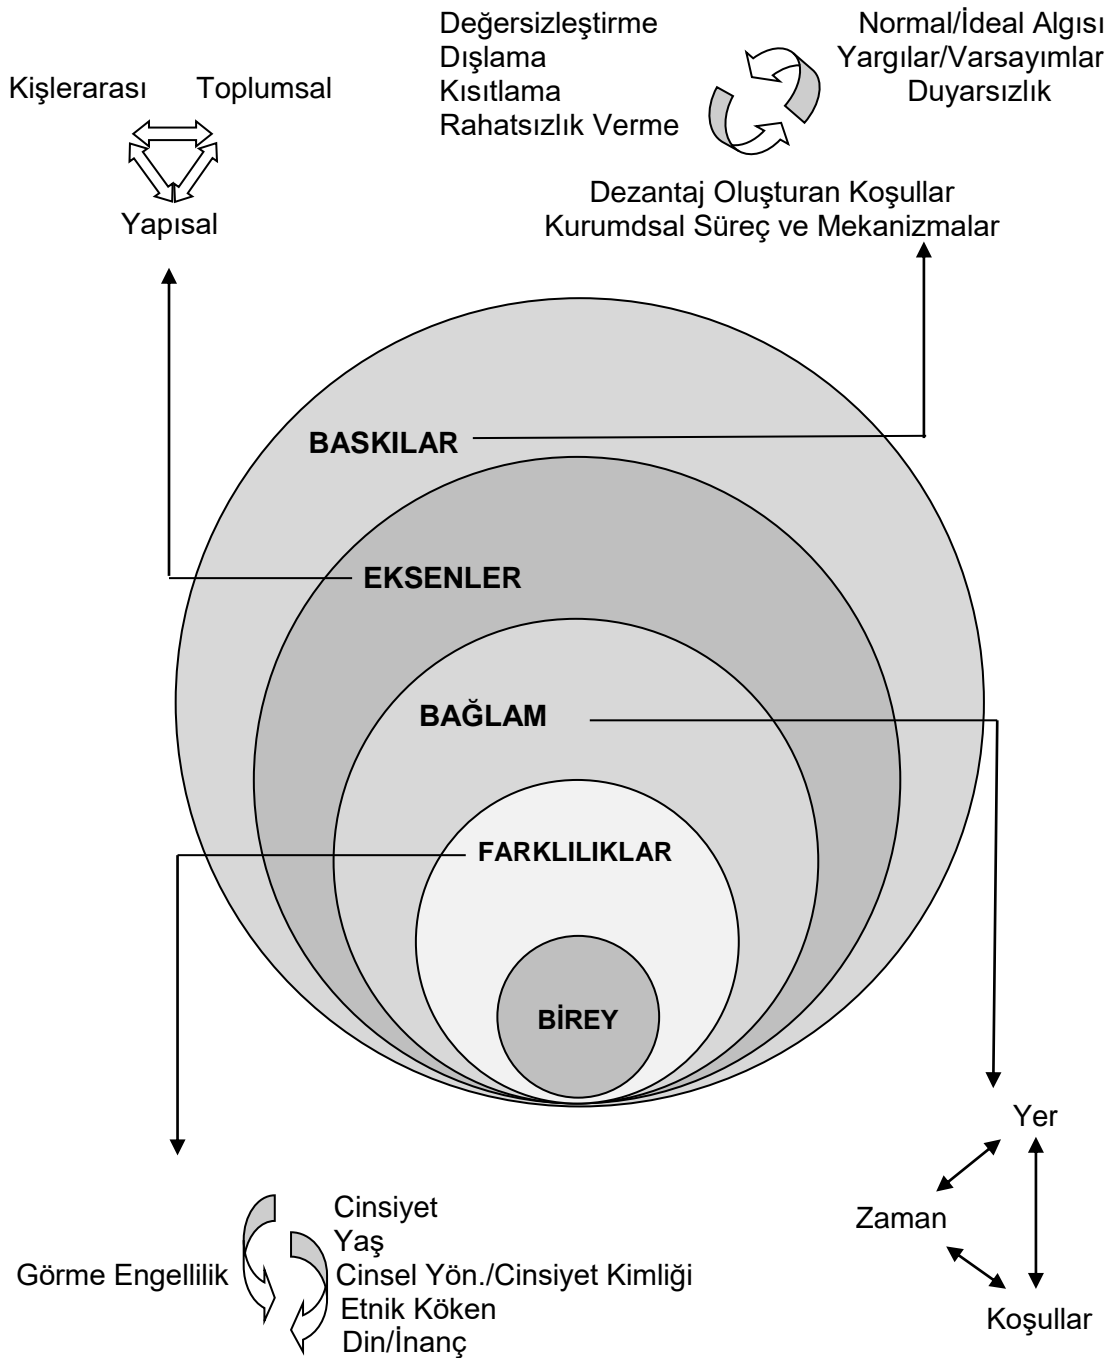 Değersizleştirme
Dışlama
Kısıtlama
Rahatsızlık Verme
Normal/İdeal Algısı
Yargılar/Varsayımlar
Duyarsızlık
Kişlerarası Toplumsal
Yapısal
Dezantaj Oluşturan Koşullar
Kurumdsal Süreç ve Mekanizmalar
BASKILAR
EKSENLER
BAĞLAM
FARKLILIKLAR
BİREY
Yer
Zaman
Koşullar
Görme Engellilik
Cinsiyet
Yaş
Cinsel Yön./Cinsiyet Kimliği
Etnik Köken
Din/İnanç